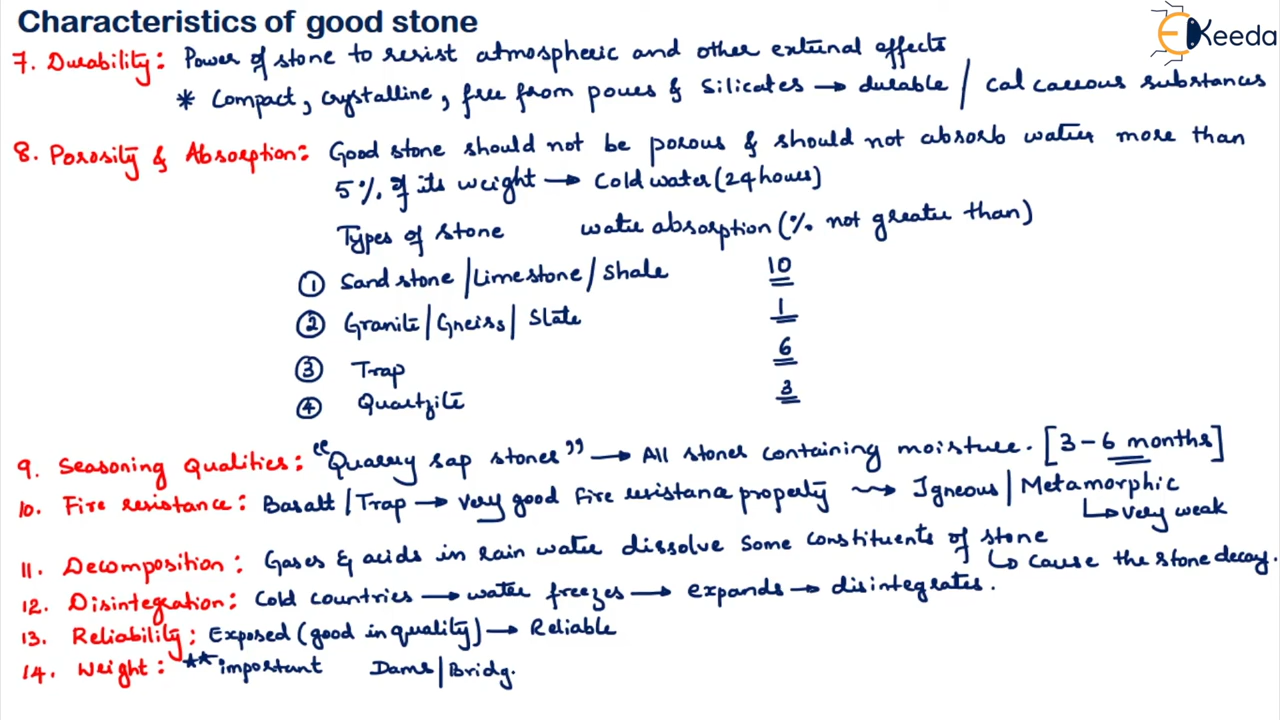 Characteristics of good stone
Keeda
7. Durability: Power of stone to resist atmospheric and other external effects
* Compact, crystalline, free from pores & silicates → durable / calcareous substances
8. Porosity & Absorption: Good stone should not be porous & should not absorb water more than
5% of its weight → Cold water (24 hours)
Types of stone water absorption (% not greater than)
① Sand stone / Limestone / Shale 10
② Granite / Gneiss / Slate 1
③ Trap 6
④ Quartzite 3
9. Seasoning Qualities: "Quarry sap stones" → All stones containing moisture. [3-6 months]
10. Fire resistance: Basalt / Trap → very good fire resistance property ⇝ Igneous / Metamorphic
↳ very weak
11. Decomposition: Gases & acids in rain water dissolve some constituents of stone
↳ cause the stone decay.
12. Disintegration: Cold countries → water freezes → expands → disintegrates.
13. Reliability: Exposed (good in quality) → Reliable
14. Weight: ** important Dams / Bridg.